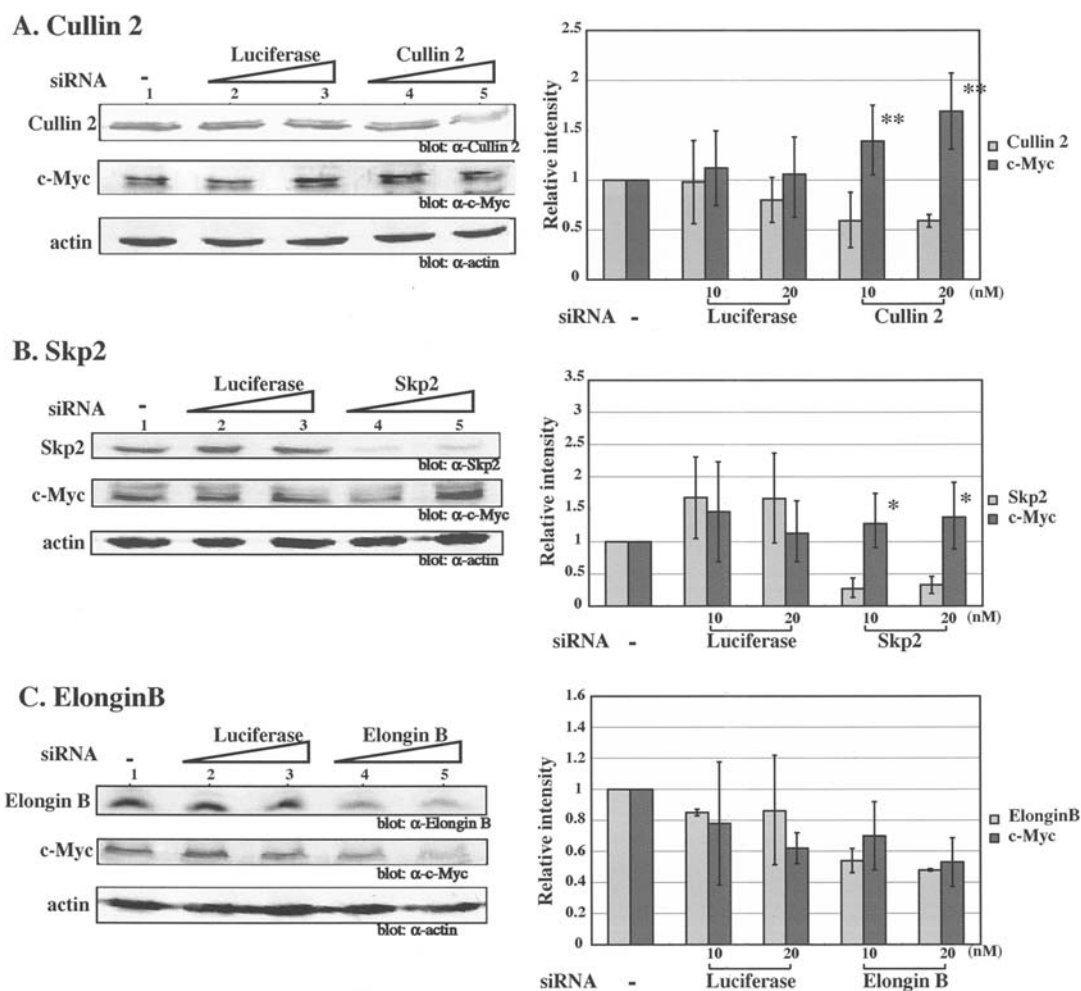 A. Cullin 2
Luciferase Cullin 2
siRNA -
1 2 3 4 5
Cullin 2
blot: α-Cullin 2
c-Myc
blot: α-c-Myc
actin
blot: α-actin
2.5
2
1.5
1
0.5
0
Relative intensity
** **
Cullin 2
c-Myc
10 20 10 20 (nM)
siRNA - Luciferase Cullin 2
B. Skp2
Luciferase Skp2
siRNA -
1 2 3 4 5
Skp2
blot: α-Skp2
c-Myc
blot: α-c-Myc
actin
blot: α-actin
3.5
3
2.5
2
1.5
1
0.5
0
Relative intensity
* *
Skp2
c-Myc
10 20 10 20 (nM)
siRNA - Luciferase Skp2
C. ElonginB
Luciferase Elongin B
siRNA -
1 2 3 4 5
Elongin B
blot: α-Elongin B
c-Myc
blot: α-c-Myc
actin
blot: α-actin
1.6
1.4
1.2
1
0.8
0.6
0.4
0.2
0
Relative intensity
ElonginB
c-Myc
10 20 10 20 (nM)
siRNA - Luciferase Elongin B